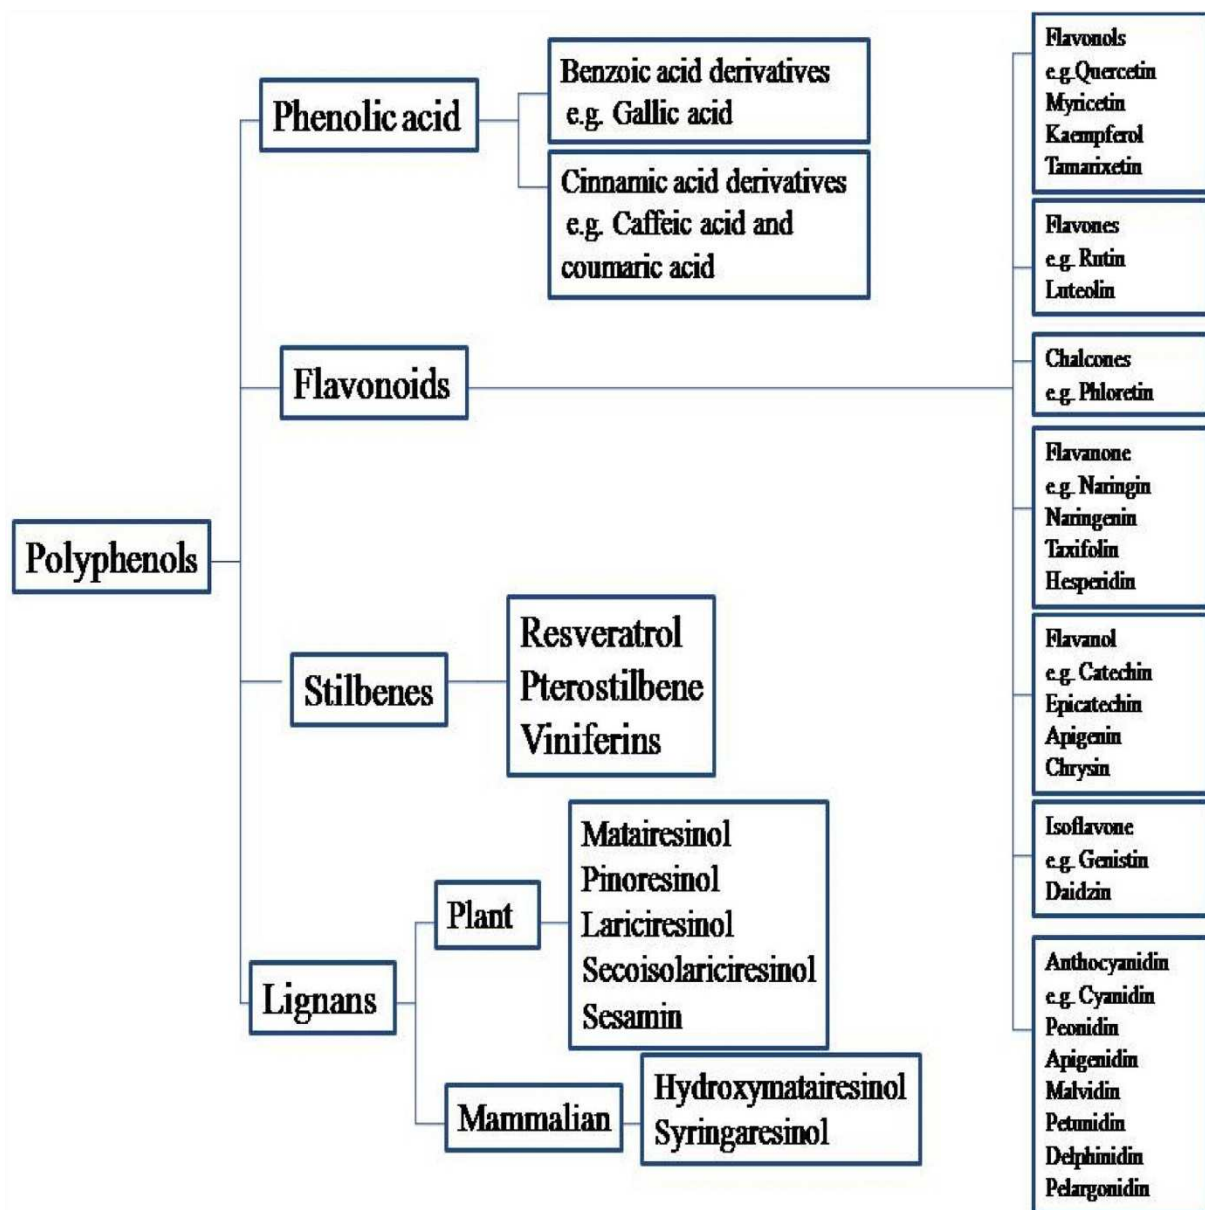 Polyphenols
Phenolic acid
Benzoic acid derivatives
e.g. Gallic acid
Cinnamic acid derivatives
e.g. Caffeic acid and
coumaric acid
Flavonoids
Flavonols
e.g.Quercetin
Myricetin
Kaempferol
Tamarixetin
Flavones
e.g. Rutin
Luteolin
Chalcones
e.g. Phloretin
Flavanone
e.g. Naringin
Naringenin
Taxifolin
Hesperidin
Flavanol
e.g. Catechin
Epicatechin
Apigenin
Chrysin
Isoflavone
e.g. Genistin
Daidzin
Anthocyanidin
e.g. Cyanidin
Peonidin
Apigenidin
Malvidin
Petunidin
Delphinidin
Pelargonidin
Stilbenes
Resveratrol
Pterostilbene
Viniferins
Lignans
Plant
Matairesinol
Pinoresinol
Lariciresinol
Secoisolariciresinol
Sesamin
Mammalian
Hydroxymatairesinol
Syringaresinol